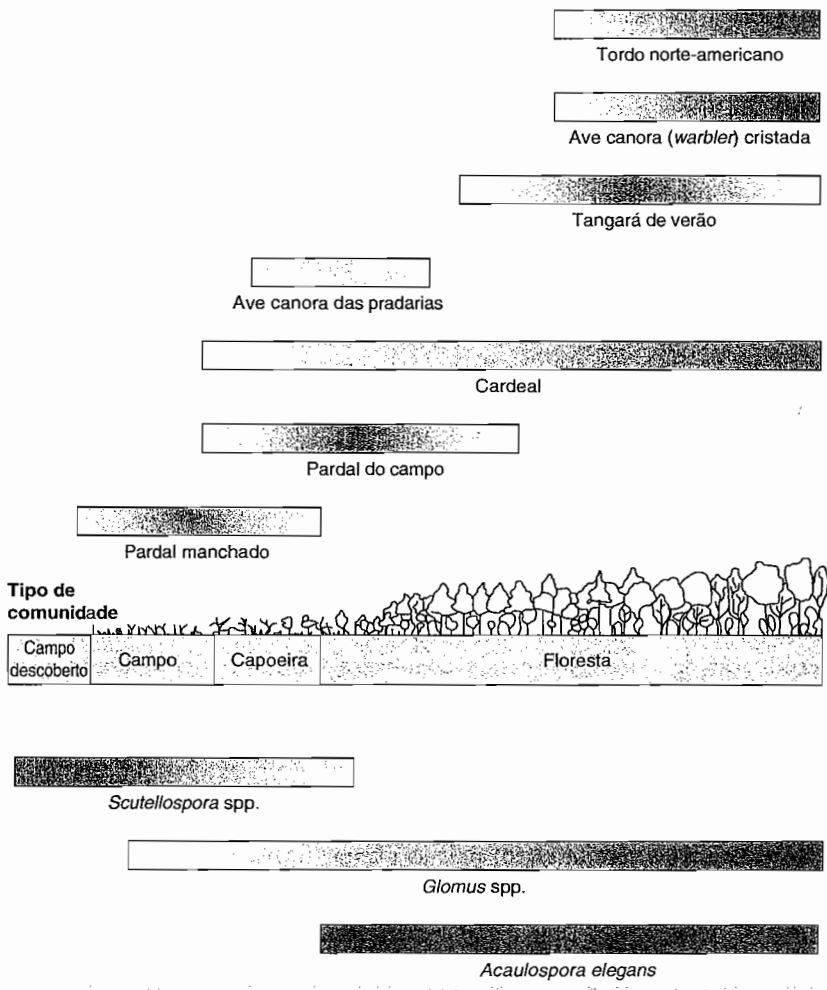 Tordo norte-americano
Ave canora (warbler) cristada
Tangará de verão
Ave canora das pradarias
Cardeal
Pardal do campo
Pardal manchado
Tipo de
comunidade
Campo
descoberto
Campo
Capoeira
Floresta
Scutellospora spp.
Glomus spp.
Acaulospora elegans